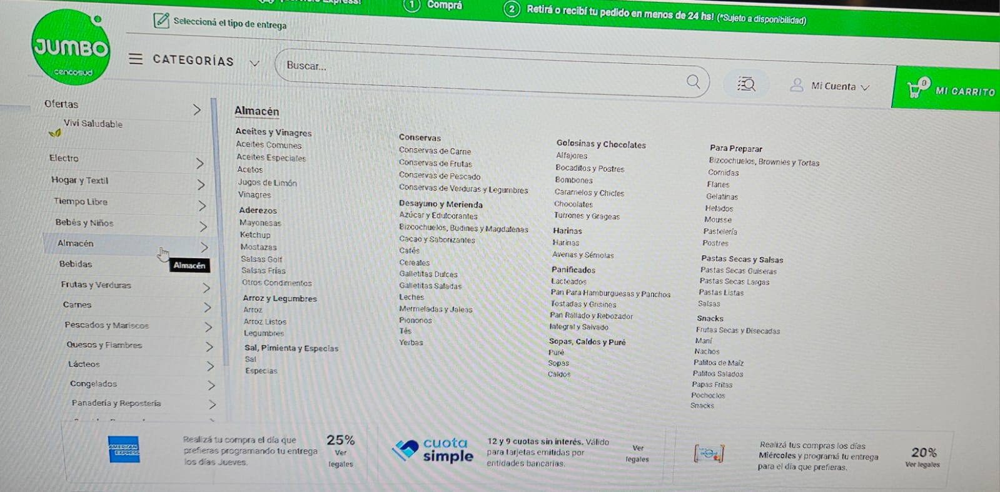 1 Comprá
2 Retirá o recibí tu pedido en menos de 24 hs! (*Sujeto a disponibilidad)
Seleccioná el tipo de entrega
JUMBO
cencosud
CATEGORÍAS
Buscar...
Mi Cuenta
0
MI CARRITO
Ofertas
Viví Saludable
Electro
Hogar y Textil
Tiempo Libre
Bebés y Niños
Almacén
Almacén
Bebidas
Frutas y Verduras
Carnes
Pescados y Mariscos
Quesos y Fiambres
Lácteos
Congelados
Panadería y Repostería
Almacén
Aceites y Vinagres
Aceites Comunes
Aceites Especiales
Acetos
Jugos de Limón
Vinagres
Aderezos
Mayonesas
Ketchup
Mostazas
Salsas Golf
Salsas Frías
Otros Condimentos
Arroz y Legumbres
Arroz
Arroz Listos
Legumbres
Sal, Pimienta y Especias
Sal
Especias
Conservas
Conservas de Carne
Conservas de Frutas
Conservas de Pescado
Conservas de Verduras y Legumbres
Desayuno y Merienda
Azúcar y Edulcorantes
Bizcochuelos, Budines y Magdalenas
Cacao y Saborizantes
Cafés
Cereales
Galletitas Dulces
Galletitas Saladas
Leches
Mermeladas y Jaleas
Piononos
Tés
Yerbas
Golosinas y Chocolates
Alfajores
Bocaditos y Postres
Bombones
Caramelos y Chicles
Chocolates
Turrones y Grageas
Harinas
Harinas
Avenas y Sémolas
Panificados
Lacteados
Pan Para Hamburguesas y Panchos
Tostadas y Grisines
Pan Rallado y Rebozador
Integral y Salvado
Sopas, Caldos y Puré
Puré
Sopas
Caldos
Para Preparar
Bizcochuelos, Brownies y Tortas
Comidas
Flanes
Gelatinas
Helados
Mousse
Pastelería
Postres
Pastas Secas y Salsas
Pastas Secas Guiseras
Pastas Secas Largas
Pastas Listas
Salsas
Snacks
Frutas Secas y Disecadas
Maní
Nachos
Palitos de Maíz
Palitos Salados
Papas Fritas
Pochoclos
Snacks
AMERICAN
EXPRESS
Realizá tu compra el día que
prefieras programando tu entrega
los días Jueves.
25%
Ver
legales
cuota
simple
12 y 9 cuotas sin interés. Válido
para tarjetas emitidas por
entidades bancarias.
Ver
legales
cencosud
Realizá tus compras los días
Miércoles y programá tu entrega
para el día que prefieras.
20%
Ver legales